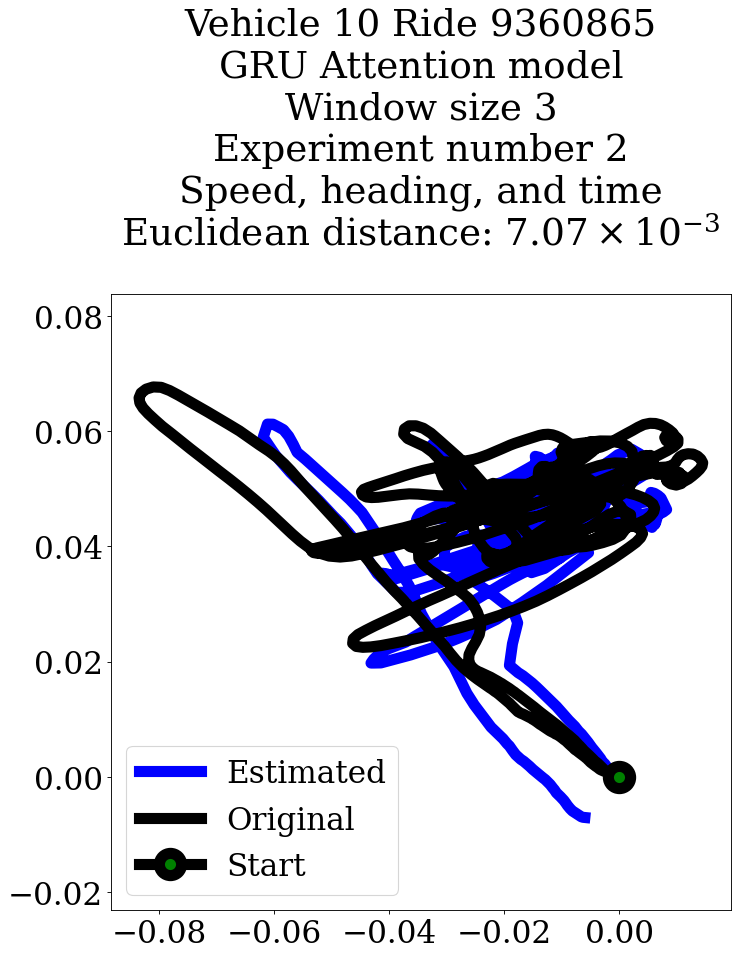 Vehicle 10 Ride 9360865
GRU Attention model
Window size 3
Experiment number 2
Speed, heading, and time
Euclidean distance: 7.07 × 10⁻³
0.08
0.06
0.04
0.02
0.00
−0.02
Estimated
Original
Start
−0.08 −0.06 −0.04 −0.02 0.00